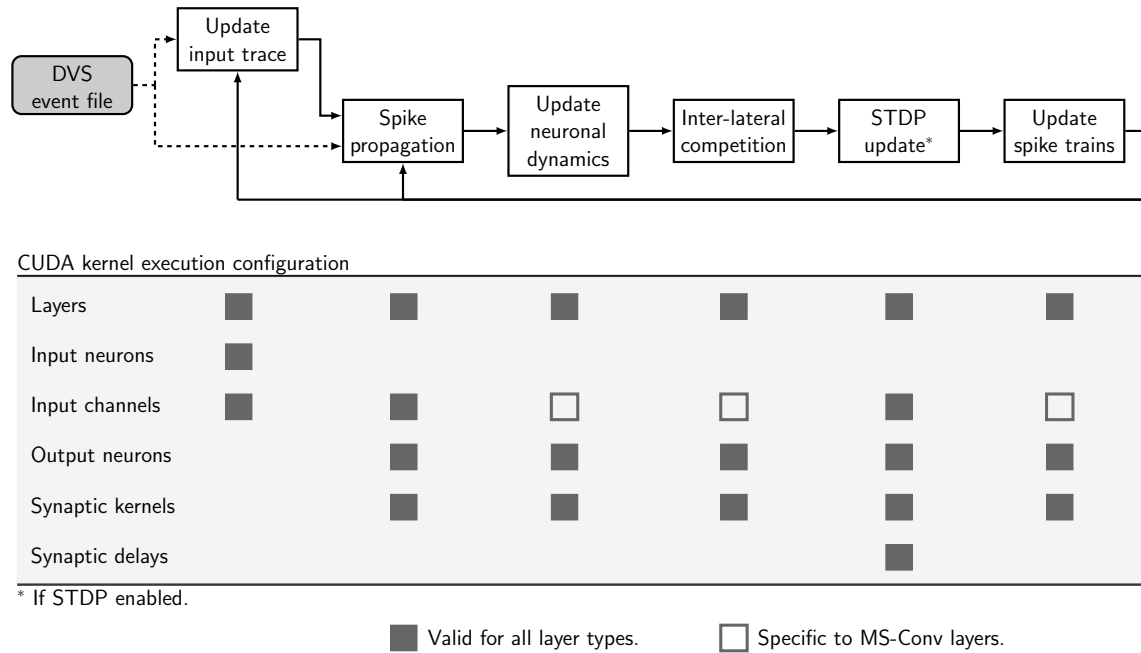 Update
input trace
DVS
event file
Spike
propagation
Update
neuronal
dynamics
Inter-lateral
competition
STDP
update*
Update
spike trains
CUDA kernel execution configuration
Layers
Input neurons
Input channels
Output neurons
Synaptic kernels
Synaptic delays
* If STDP enabled.
Valid for all layer types.
Specific to MS-Conv layers.